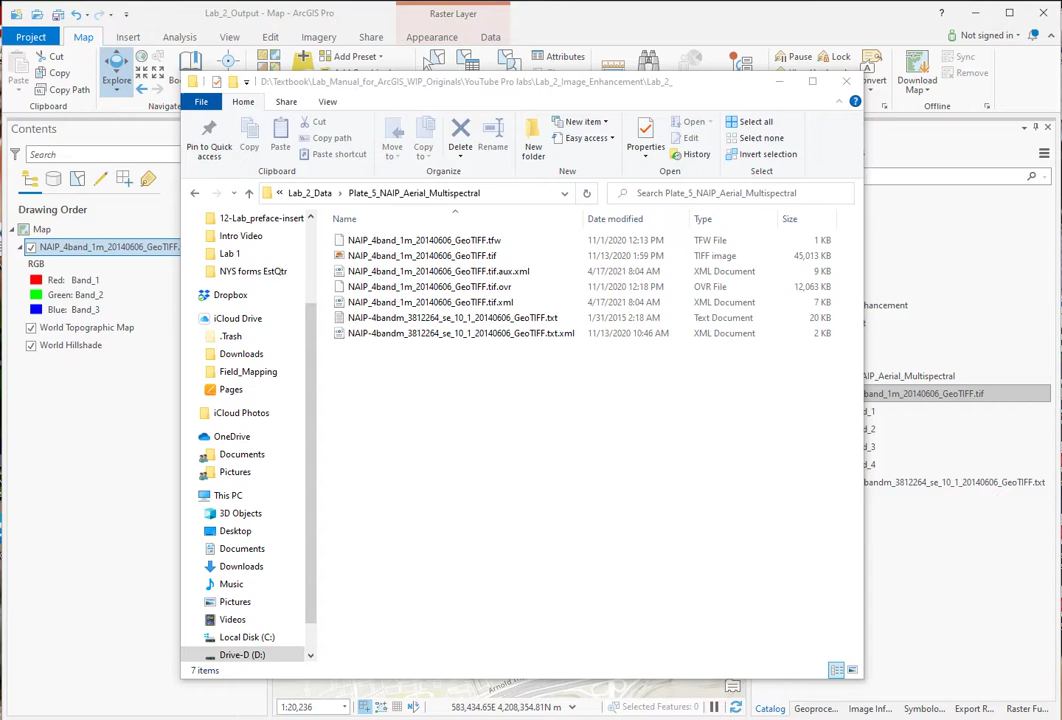 Lab_2_Output - Map - ArcGIS Pro
Raster Layer
?
Project Map Insert Analysis View Edit Imagery Share Appearance Data
Not signed in
Cut
Copy
Copy Path
Paste
Clipboard
Explore
Navigate
Add Preset
Attributes
Pause Lock
Download Map
Sync
Remove
Offline
D:\Textbook\Lab_Manual_for_ArcGIS_WIP_Originals\YouTube Pro labs\Lab_2_Image_Enhancement\Lab_2_
File Home Share View
Pin to Quick access
Copy
Paste
Cut
Copy path
Paste shortcut
Clipboard
Move to
Copy to
Delete
Rename
Organize
New folder
New item
Easy access
New
Properties
Open
Edit
History
Open
Select all
Select none
Invert selection
Select
« Lab_2_Data › Plate_5_NAIP_Aerial_Multispectral
Search Plate_5_NAIP_Aerial_Multispectral
Name Date modified Type Size
NAIP_4band_1m_20140606_GeoTIFF.tfw 11/1/2020 12:13 PM TFW File 1 KB
NAIP_4band_1m_20140606_GeoTIFF.tif 11/13/2020 1:59 PM TIFF image 45,013 KB
NAIP_4band_1m_20140606_GeoTIFF.tif.aux.xml 4/17/2021 8:04 AM XML Document 9 KB
NAIP_4band_1m_20140606_GeoTIFF.tif.ovr 11/1/2020 12:18 PM OVR File 12,063 KB
NAIP_4band_1m_20140606_GeoTIFF.tif.xml 4/17/2021 8:04 AM XML Document 7 KB
NAIP-4bandm_3812264_se_10_1_20140606_GeoTIFF.txt 1/31/2015 2:18 AM Text Document 20 KB
NAIP-4bandm_3812264_se_10_1_20140606_GeoTIFF.txt.xml 11/13/2020 10:46 AM XML Document 2 KB
12-Lab_preface-insert
Intro Video
Lab 1
NYS forms EstQtr
Dropbox
iCloud Drive
.Trash
Downloads
Field_Mapping
Pages
iCloud Photos
OneDrive
Documents
Pictures
This PC
3D Objects
Desktop
Documents
Downloads
Music
Pictures
Videos
Local Disk (C:)
Drive-D (D:)
7 items
Contents
Search
Drawing Order
Map
NAIP_4band_1m_20140606_GeoTIFF.
RGB
Red: Band_1
Green: Band_2
Blue: Band_3
World Topographic Map
World Hillshade
hancement
AIP_Aerial_Multispectral
band_1m_20140606_GeoTIFF.tif
d_1
d_2
d_3
d_4
bandm_3812264_se_10_1_20140606_GeoTIFF.txt
1:20,236
583,434.65E 4,208,354.81N m
Selected Features: 0
Catalog Geoproce... Image Inf... Symbolo... Export R... Raster Fu...